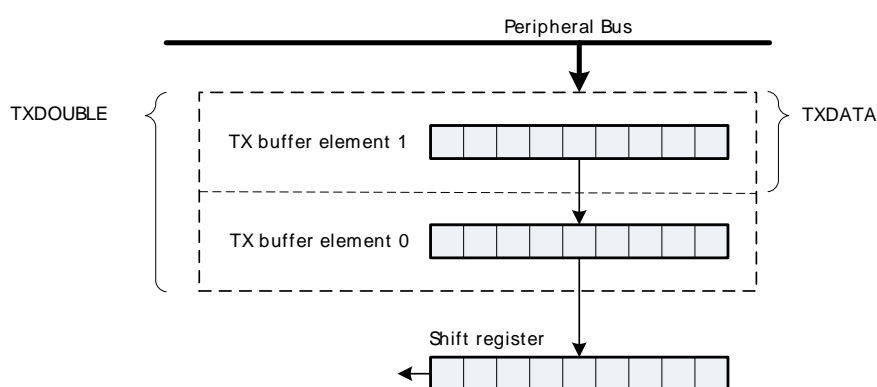 Peripheral Bus
TXDOUBLE
TXDATA
TX buffer element 1
TX buffer element 0
Shift register